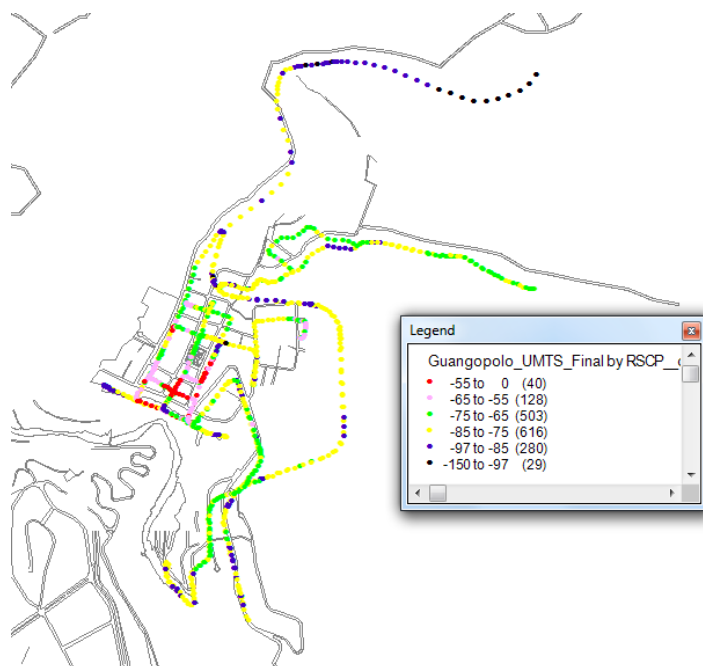 Legend
Guangopolo_UMTS_Final by RSCP__
-55 to 0 (40)
-65 to -55 (128)
-75 to -65 (503)
-85 to -75 (616)
-97 to -85 (280)
-150 to -97 (29)